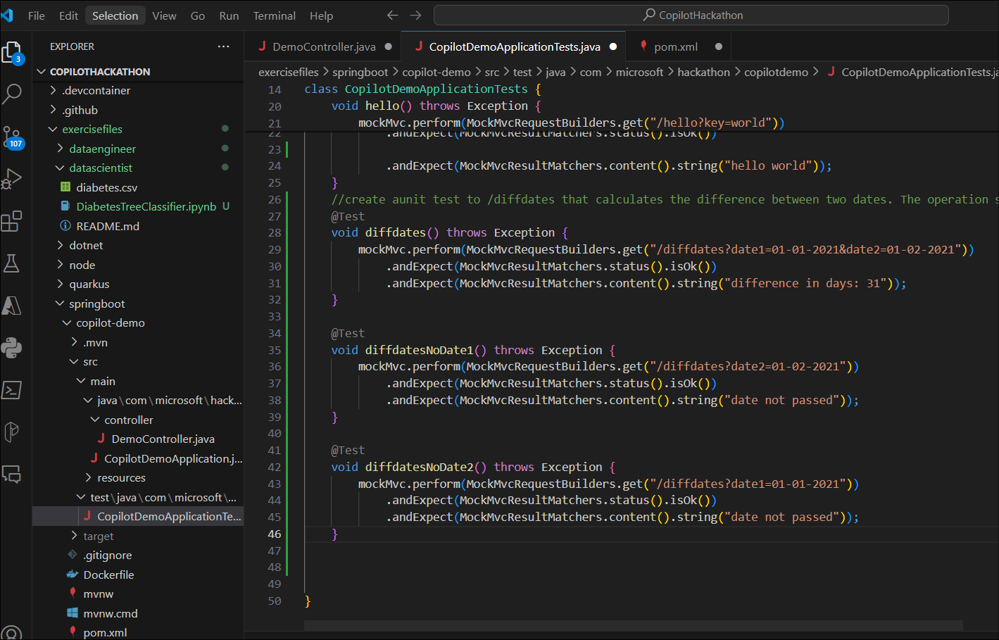 File Edit Selection View Go Run Terminal Help
CopilotHackathon
3
107
EXPLORER
COPILOTHACKATHON
.devcontainer
.github
exercisefiles
dataengineer
datascientist
diabetes.csv
DiabetesTreeClassifier.ipynb U
README.md
dotnet
node
quarkus
springboot
copilot-demo
.mvn
src
main
java\com\microsoft\hack...
controller
DemoController.java
CopilotDemoApplication.j...
resources
test\java\com\microsoft\...
CopilotDemoApplicationTe...
target
.gitignore
Dockerfile
mvnw
mvnw.cmd
pom.xml
DemoController.java
CopilotDemoApplicationTests.java
pom.xml
exercisefiles > springboot > copilot-demo > src > test > java > com > microsoft > hackathon > copilotdemo > CopilotDemoApplicationTests.ja
14 class CopilotDemoApplicationTests {
20 void hello() throws Exception {
21 mockMvc.perform(MockMvcRequestBuilders.get("/hello?key=world"))
22 .andExpect(MockMvcResultMatchers.status().isOk())
23
24 .andExpect(MockMvcResultMatchers.content().string("hello world"));
25 }
26 //create aunit test to /diffdates that calculates the difference between two dates. The operation s
27 @Test
28 void diffdates() throws Exception {
29 mockMvc.perform(MockMvcRequestBuilders.get("/diffdates?date1=01-01-2021&date2=01-02-2021"))
30 .andExpect(MockMvcResultMatchers.status().isOk())
31 .andExpect(MockMvcResultMatchers.content().string("difference in days: 31"));
32 }
33
34 @Test
35 void diffdatesNoDate1() throws Exception {
36 mockMvc.perform(MockMvcRequestBuilders.get("/diffdates?date2=01-02-2021"))
37 .andExpect(MockMvcResultMatchers.status().isOk())
38 .andExpect(MockMvcResultMatchers.content().string("date not passed"));
39 }
40
41 @Test
42 void diffdatesNoDate2() throws Exception {
43 mockMvc.perform(MockMvcRequestBuilders.get("/diffdates?date1=01-01-2021"))
44 .andExpect(MockMvcResultMatchers.status().isOk())
45 .andExpect(MockMvcResultMatchers.content().string("date not passed"));
46 }
47
48
49
50 }